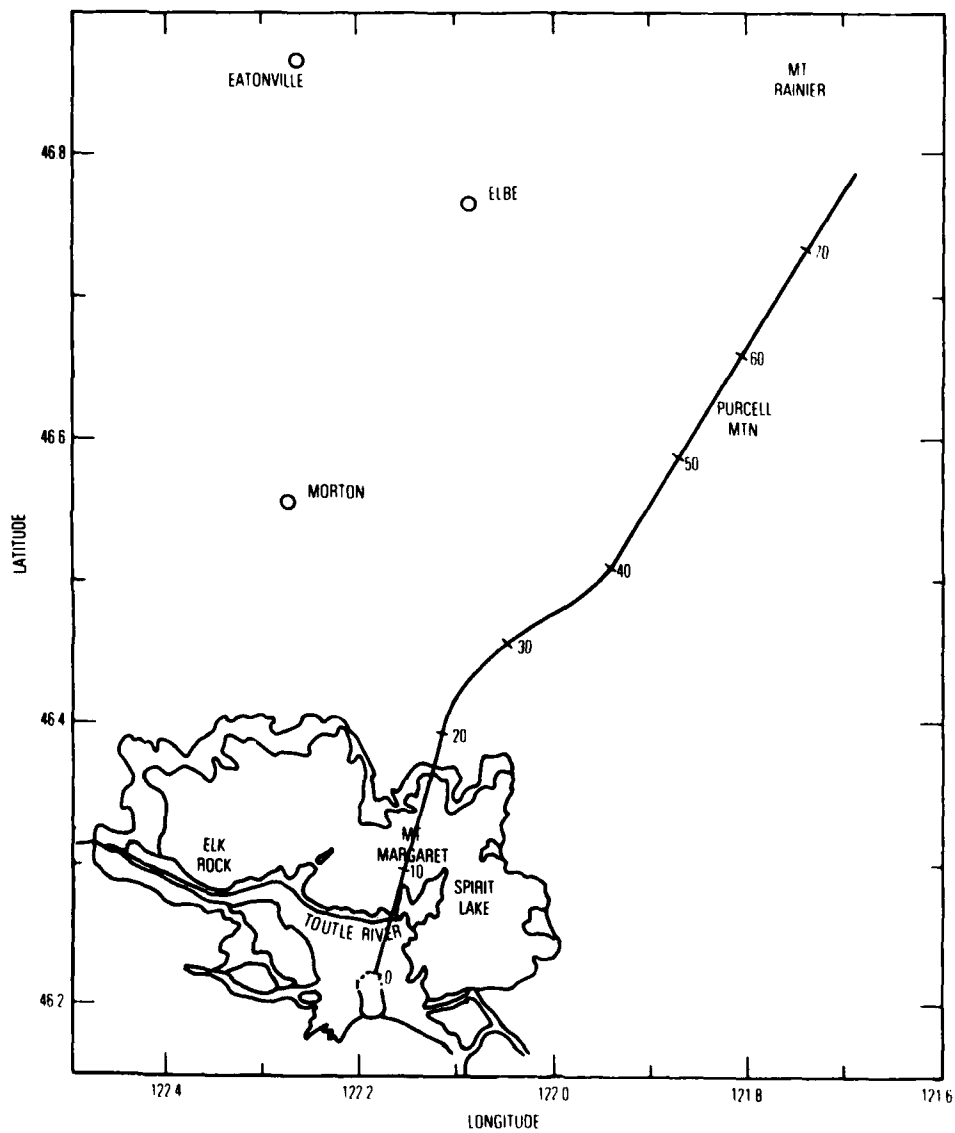 EATONVILLE
MT
RAINIER
46.8
ELBE
70
60
PURCELL
MTN
46.6
50
MORTON
LATITUDE
40
30
46.4
20
ELK
ROCK
MT
MARGARET
10
SPIRIT
LAKE
TOUTLE RIVER
0
46.2
122.4
122.2
122.0
121.8
121.6
LONGITUDE